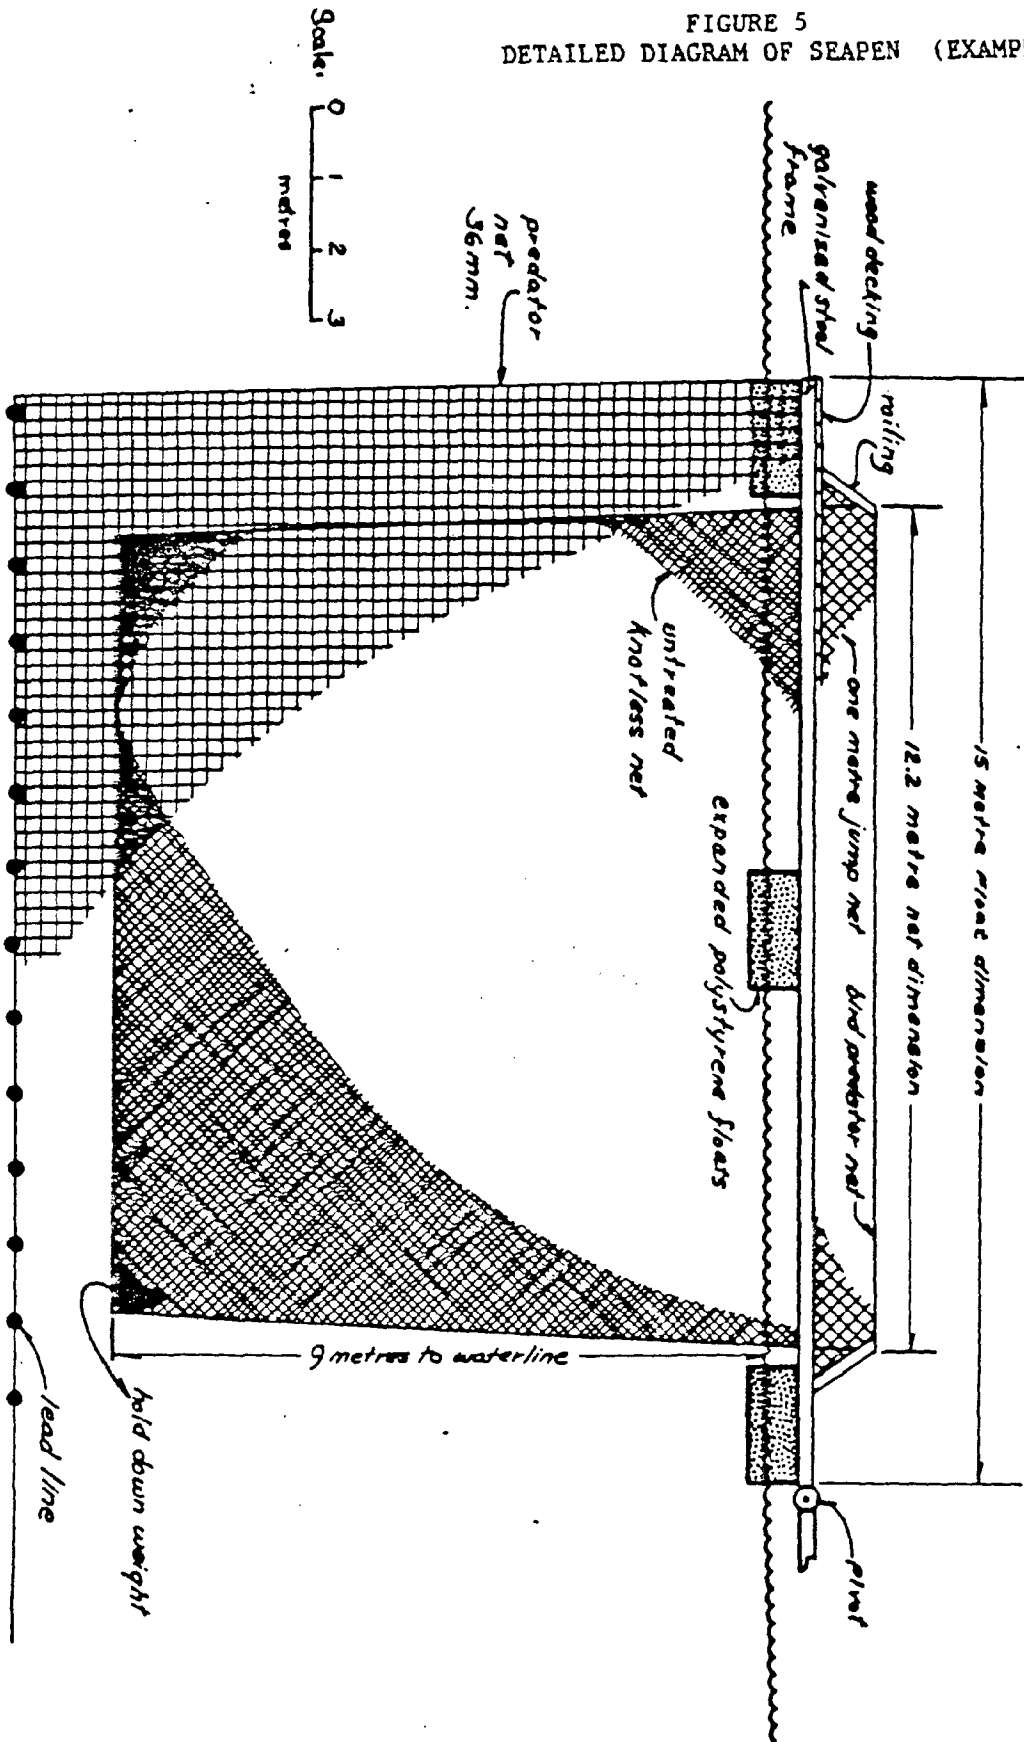 FIGURE 5
DETAILED DIAGRAM OF SEAPEN (EXAMP
15 metre float dimension
12.2 metre net dimension
one metre jump net
bird predator net
railing
wood decking
galvanised steel
frame
pivot
expanded polystyrene floats
untreated
knotless net
predator
net
36mm.
9 metres to waterline
hold down weight
lead line
Scale:
0 1 2 3
metres